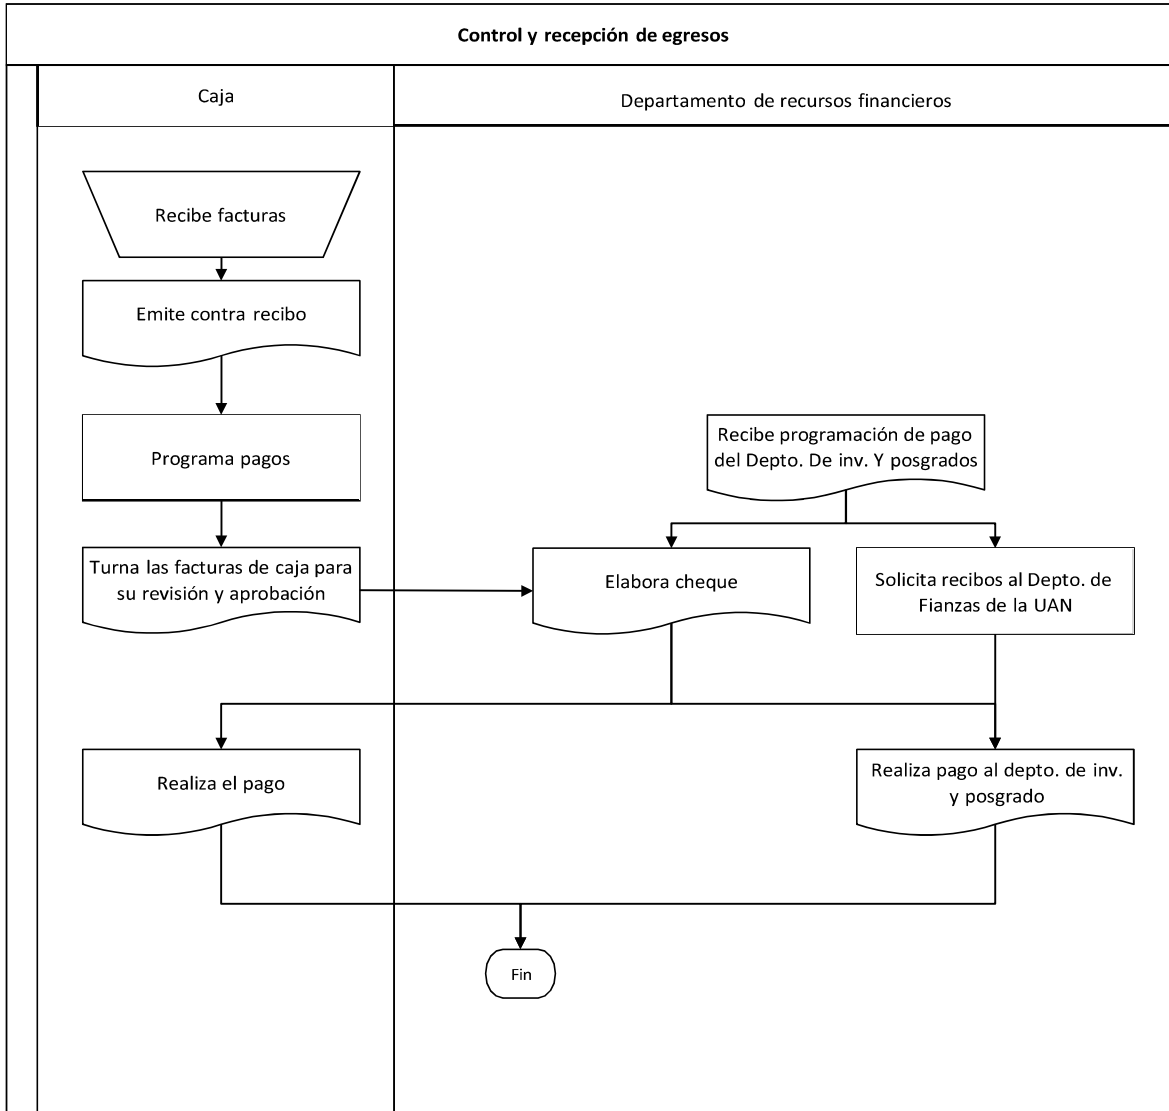 Control y recepción de egresos
Caja
Departamento de recursos financieros
Recibe facturas
Emite contra recibo
Programa pagos
Recibe programación de pago
del Depto. De inv. Y posgrados
Turna las facturas de caja para
su revisión y aprobación
Elabora cheque
Solicita recibos al Depto. de
Fianzas de la UAN
Realiza el pago
Realiza pago al depto. de inv.
y posgrado
Fin